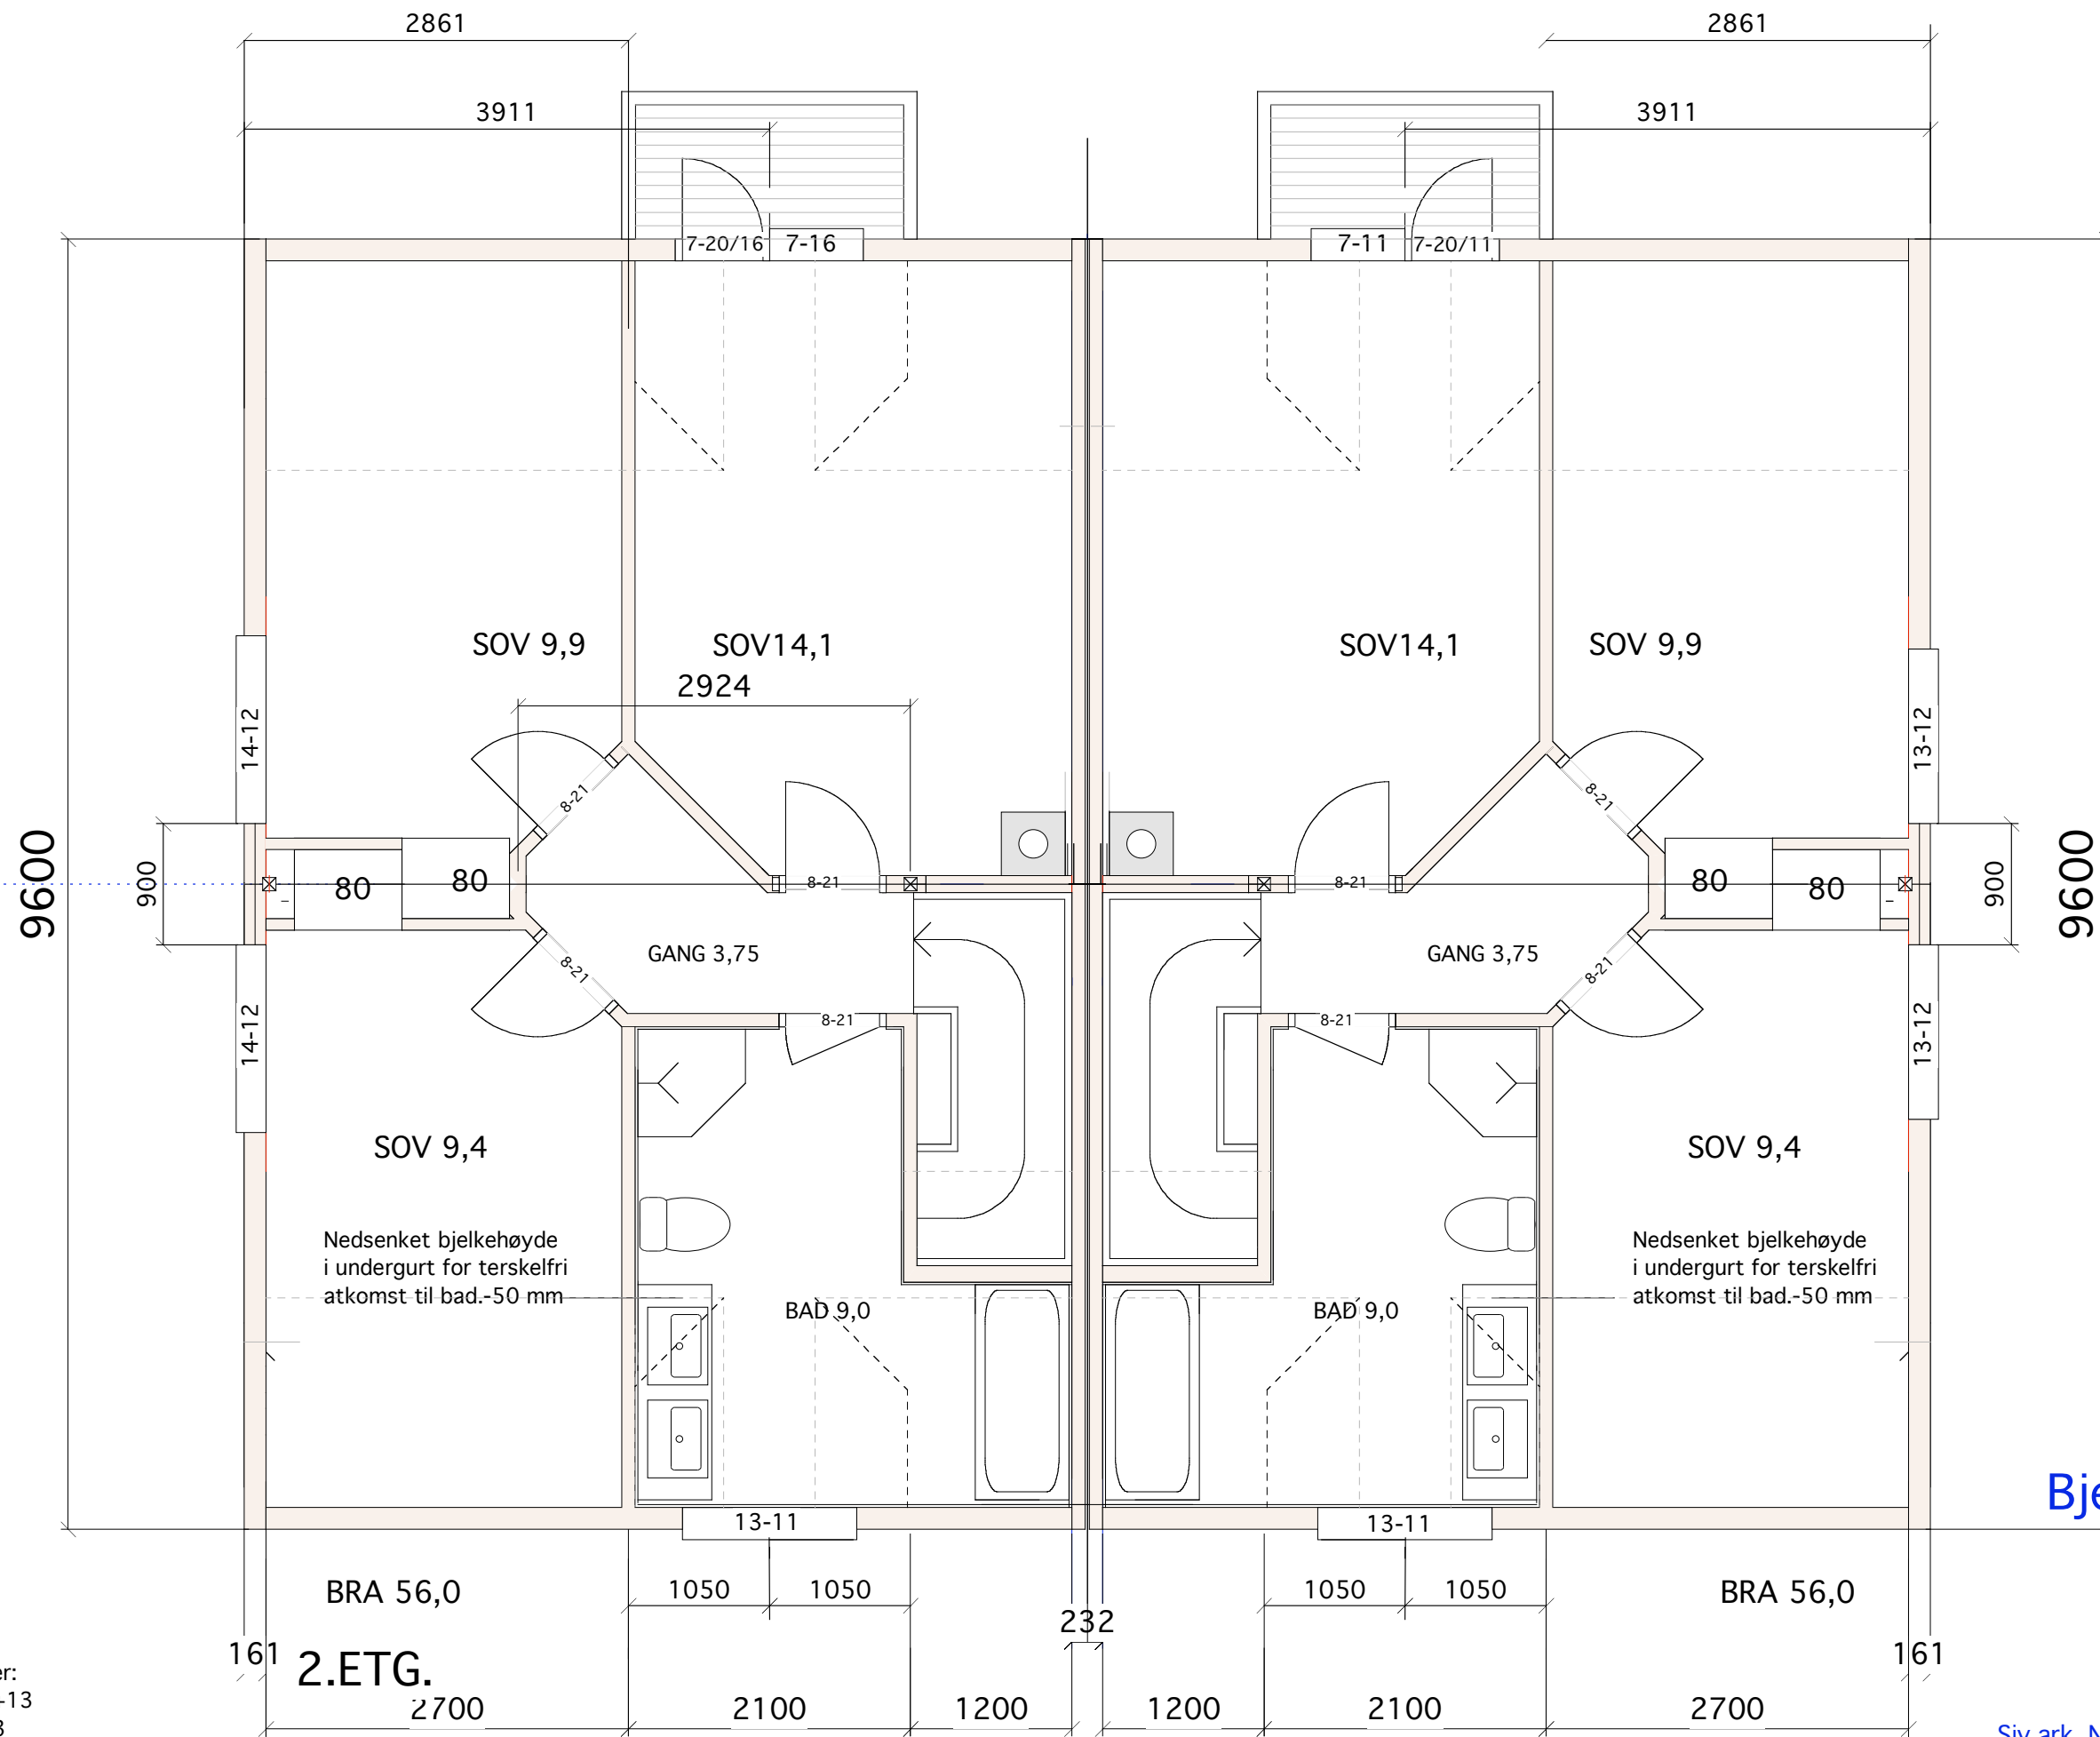 2861
2861
3911
3911
7-20/16
7-16
7-11
7-20/11
SOV 9,9
SOV14,1
SOV14,1
SOV 9,9
2924
14-12
13-12
8-21
8-21
9600
900
80
80
8-21
8-21
80
80
900
9600
GANG 3,75
GANG 3,75
8-21
8-21
14-12
8-21
8-21
13-12
SOV 9,4
SOV 9,4
Nedsenket bjelkehøyde
i undergurt for terskelfri
atkomst til bad.-50 mm
Nedsenket bjelkehøyde
i undergurt for terskelfri
atkomst til bad.-50 mm
BAD 9,0
BAD 9,0
Bje
13-11
13-11
BRA 56,0
1050
1050
1050
1050
BRA 56,0
232
161
2.ETG.
161
er:
-13
3
2700
2100
1200
1200
2100
2700
Siv.ark. N